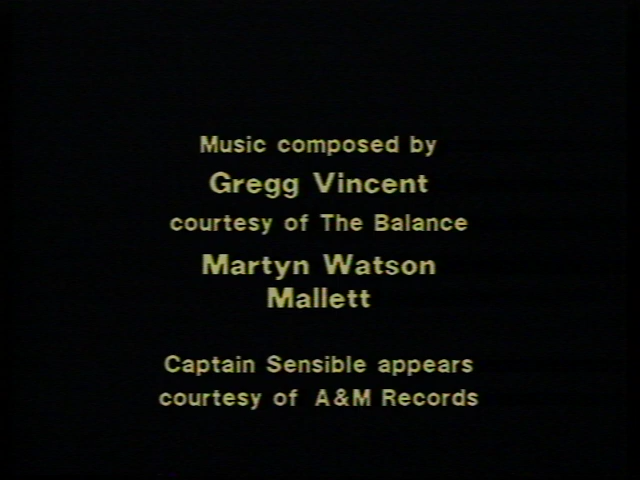 Music composed by
Gregg Vincent
courtesy of The Balance
Martyn Watson
Mallett
Captain Sensible appears
courtesy of A&M Records